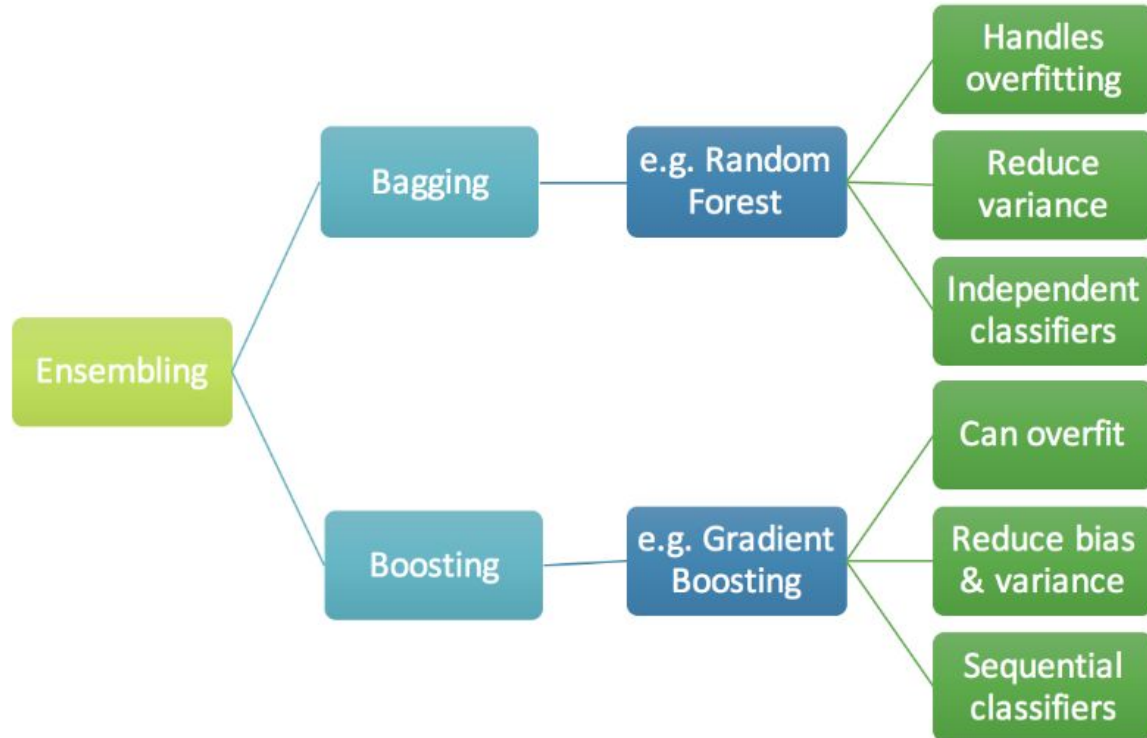 Ensembling
Bagging
e.g. Random
Forest
Handles
overfitting
Reduce
variance
Independent
classifiers
Boosting
e.g. Gradient
Boosting
Can overfit
Reduce bias
& variance
Sequential
classifiers